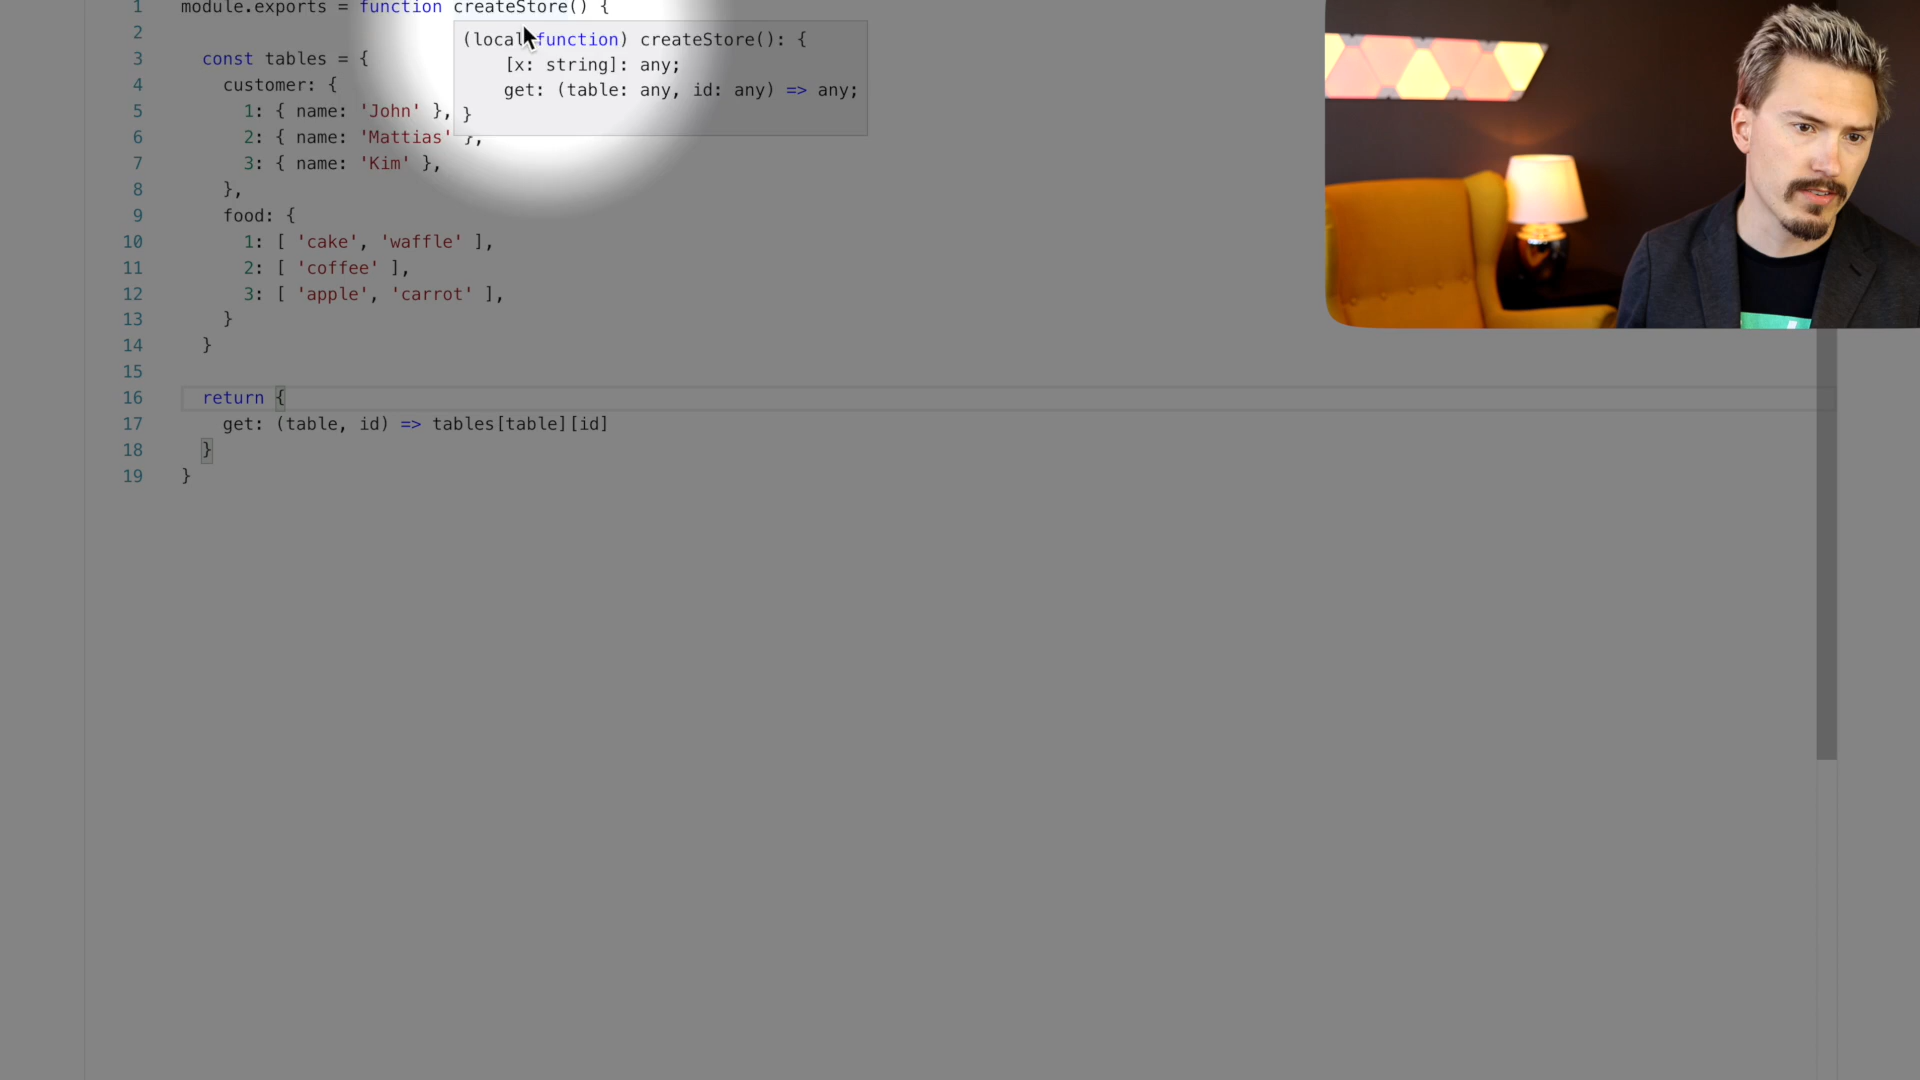 1 module.exports = function createStore() {
2
(local function) createStore(): {
3 const tables = {
[x: string]: any;
4 customer: {
get: (table: any, id: any) => any;
5 1: { name: 'John' },
}
6 2: { name: 'Mattias' },
7 3: { name: 'Kim' },
8 },
9 food: {
10 1: [ 'cake', 'waffle' ],
11 2: [ 'coffee' ],
12 3: [ 'apple', 'carrot' ],
13 }
14 }
15
16 return {
17 get: (table, id) => tables[table][id]
18 }
19 }